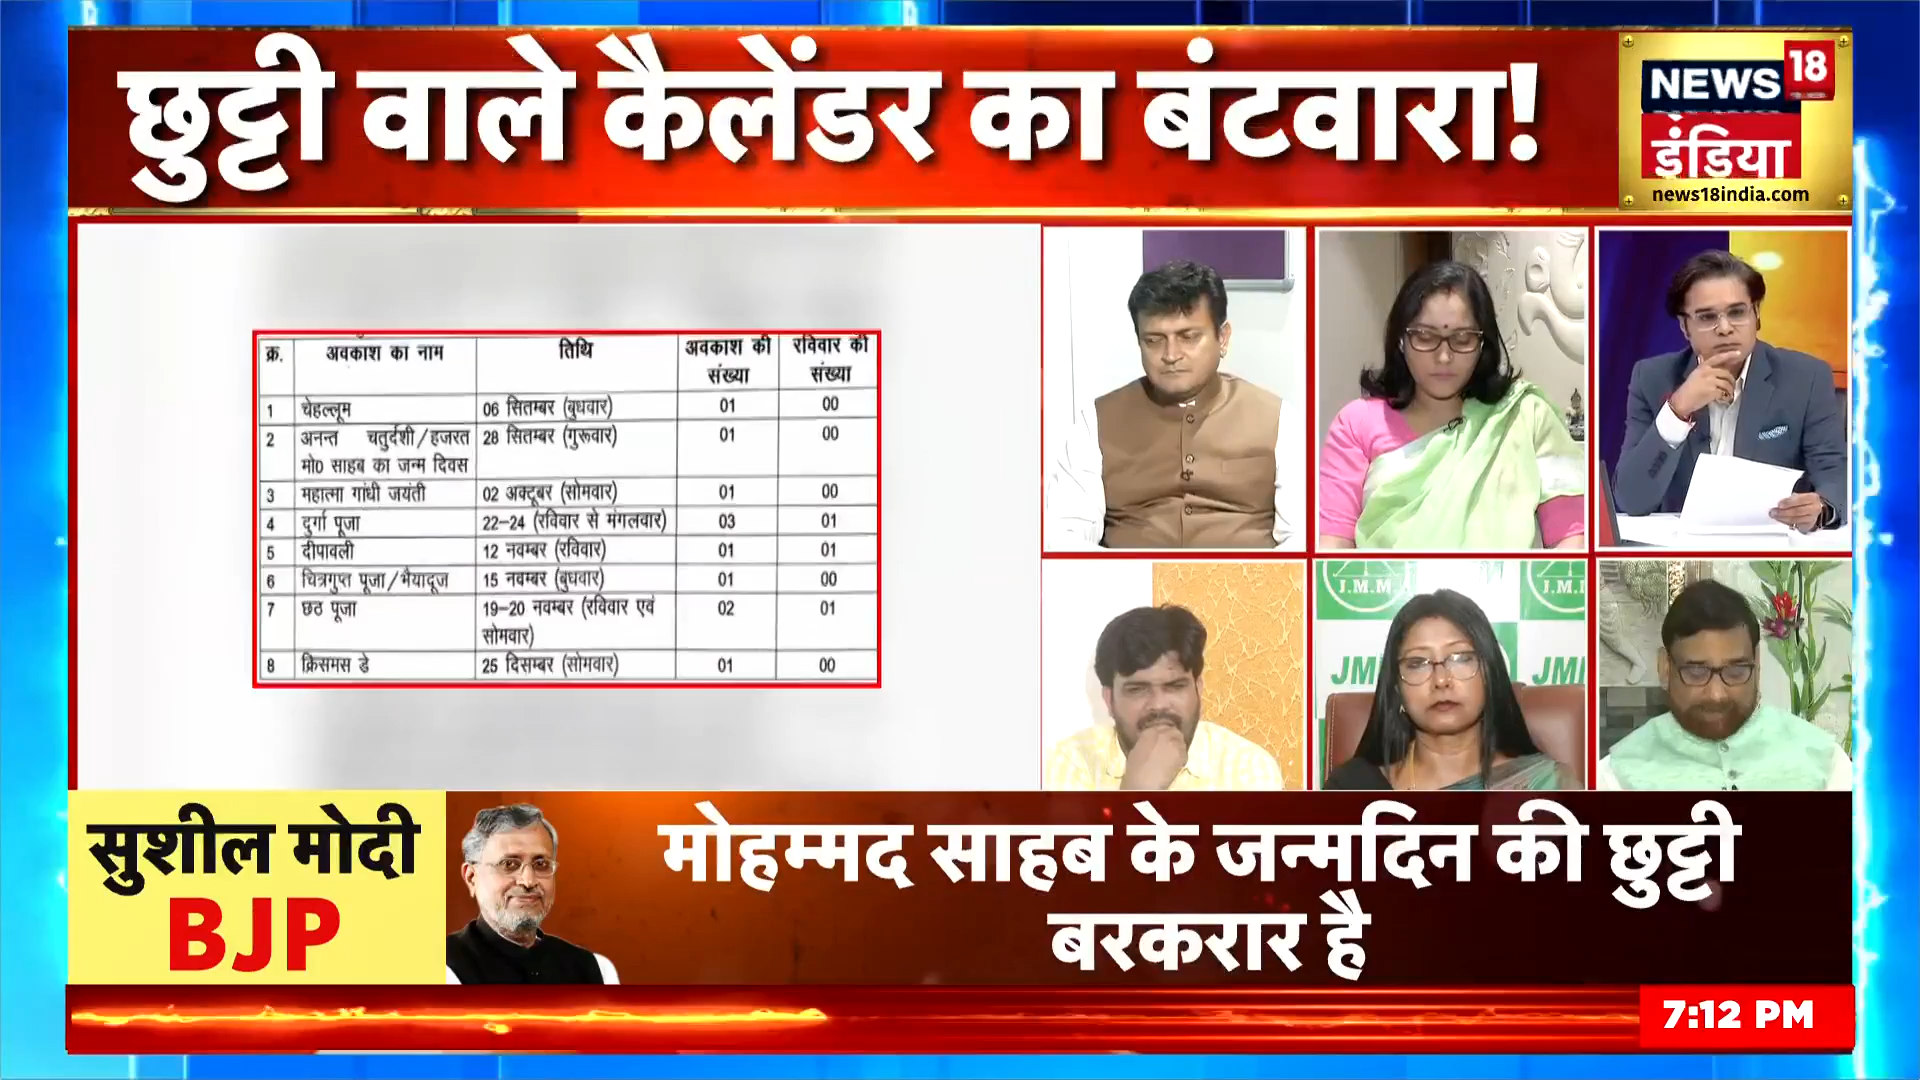 छुट्टी वाले कैलेंडर का बंटवारा!
NEWS 18
इंडिया
news18india.com
क्र. अवकाश का नाम तिथि अवकाश की संख्या रविवार की संख्या
1 चेहल्लूम 06 सितम्बर (बुधवार) 01 00
2 अनन्त चतुर्दशी/हजरत मो0 साहब का जन्म दिवस 28 सितम्बर (गुरूवार) 01 00
3 महात्मा गांधी जयंती 02 अक्टूबर (सोमवार) 01 00
4 दुर्गा पूजा 22-24 (रविवार से मंगलवार) 03 01
5 दीपावली 12 नवम्बर (रविवार) 01 01
6 चित्रगुप्त पूजा/भैयादूज 15 नवम्बर (बुधवार) 01 00
7 छठ पूजा 19-20 नवम्बर (रविवार एवं सोमवार) 02 01
8 क्रिसमस डे 25 दिसम्बर (सोमवार) 01 00
J.M.M
J.M.M
JMM
JMM
सुशील मोदी
BJP
मोहम्मद साहब के जन्मदिन की छुट्टी
बरकरार है
7:12 PM